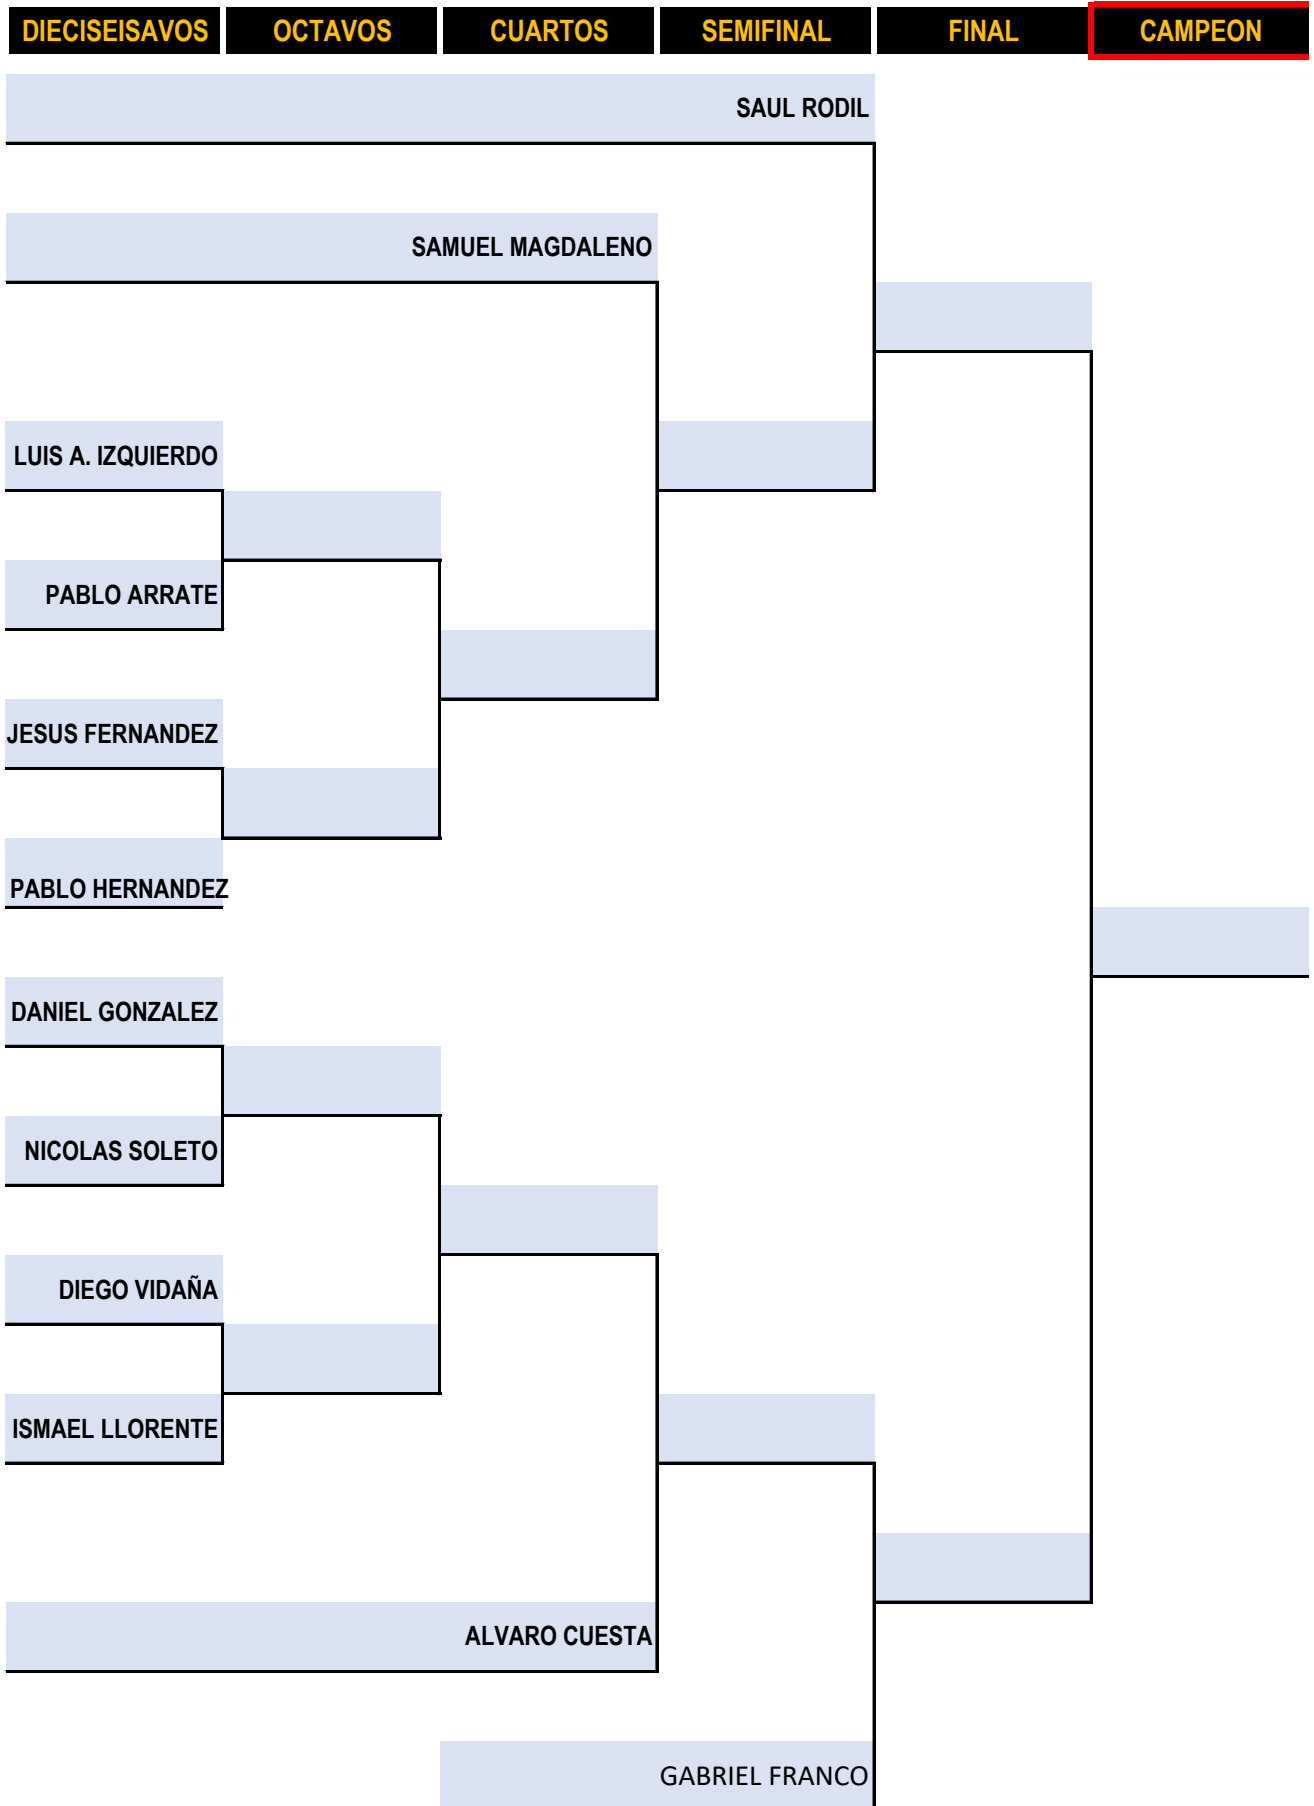 DIECISEISAVOS OCTAVOS CUARTOS SEMIFINAL FINAL CAMPEON
SAUL RODIL
SAMUEL MAGDALENO
LUIS A. IZQUIERDO
PABLO ARRATE
JESUS FERNANDEZ
PABLO HERNANDEZ
DANIEL GONZALEZ
NICOLAS SOLETO
DIEGO VIDAÑA
ISMAEL LLORENTE
ALVARO CUESTA
GABRIEL FRANCO